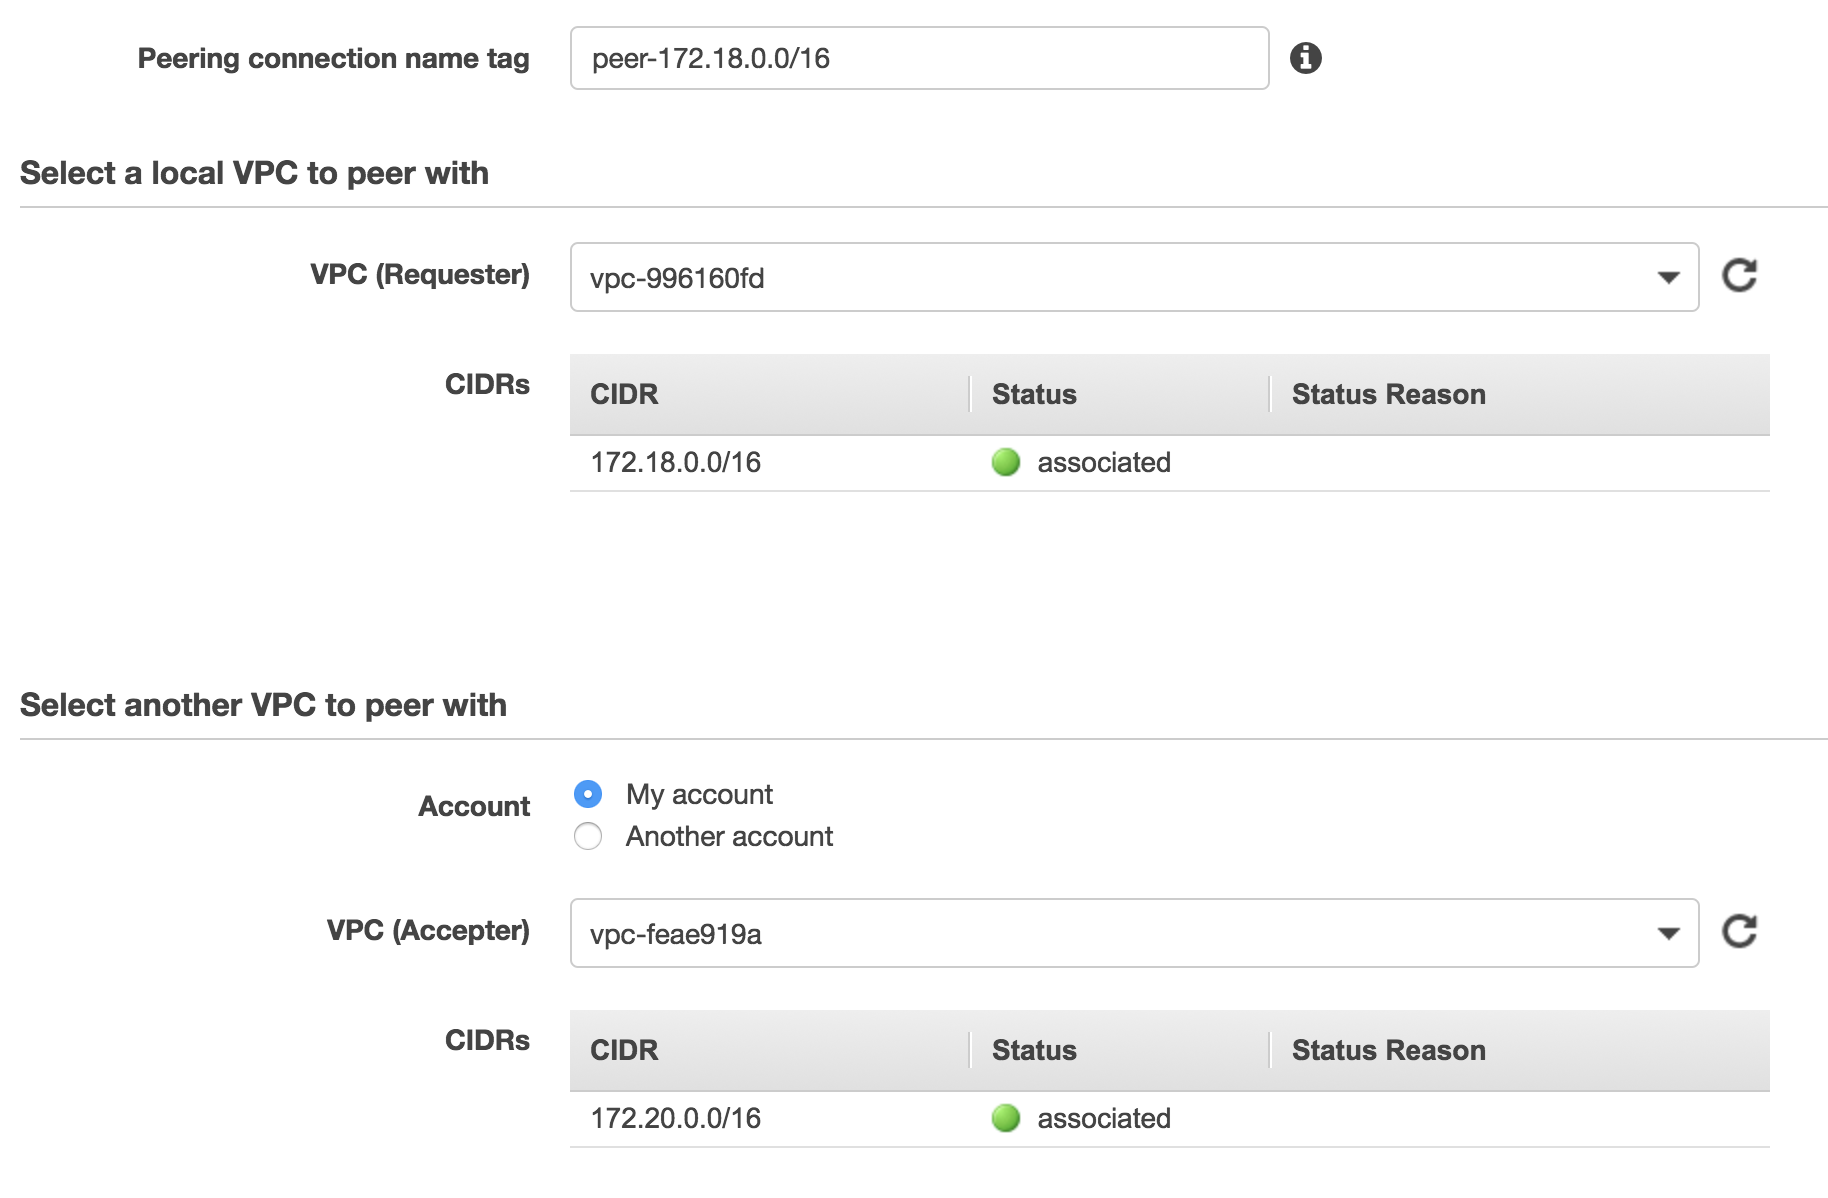 Peering connection name tag peer-172.18.0.0/16
Select a local VPC to peer with
VPC (Requester) vpc-996160fd
CIDRs CIDR Status Status Reason
172.18.0.0/16 associated
Select another VPC to peer with
Account My account
Another account
VPC (Accepter) vpc-feae919a
CIDRs CIDR Status Status Reason
172.20.0.0/16 associated